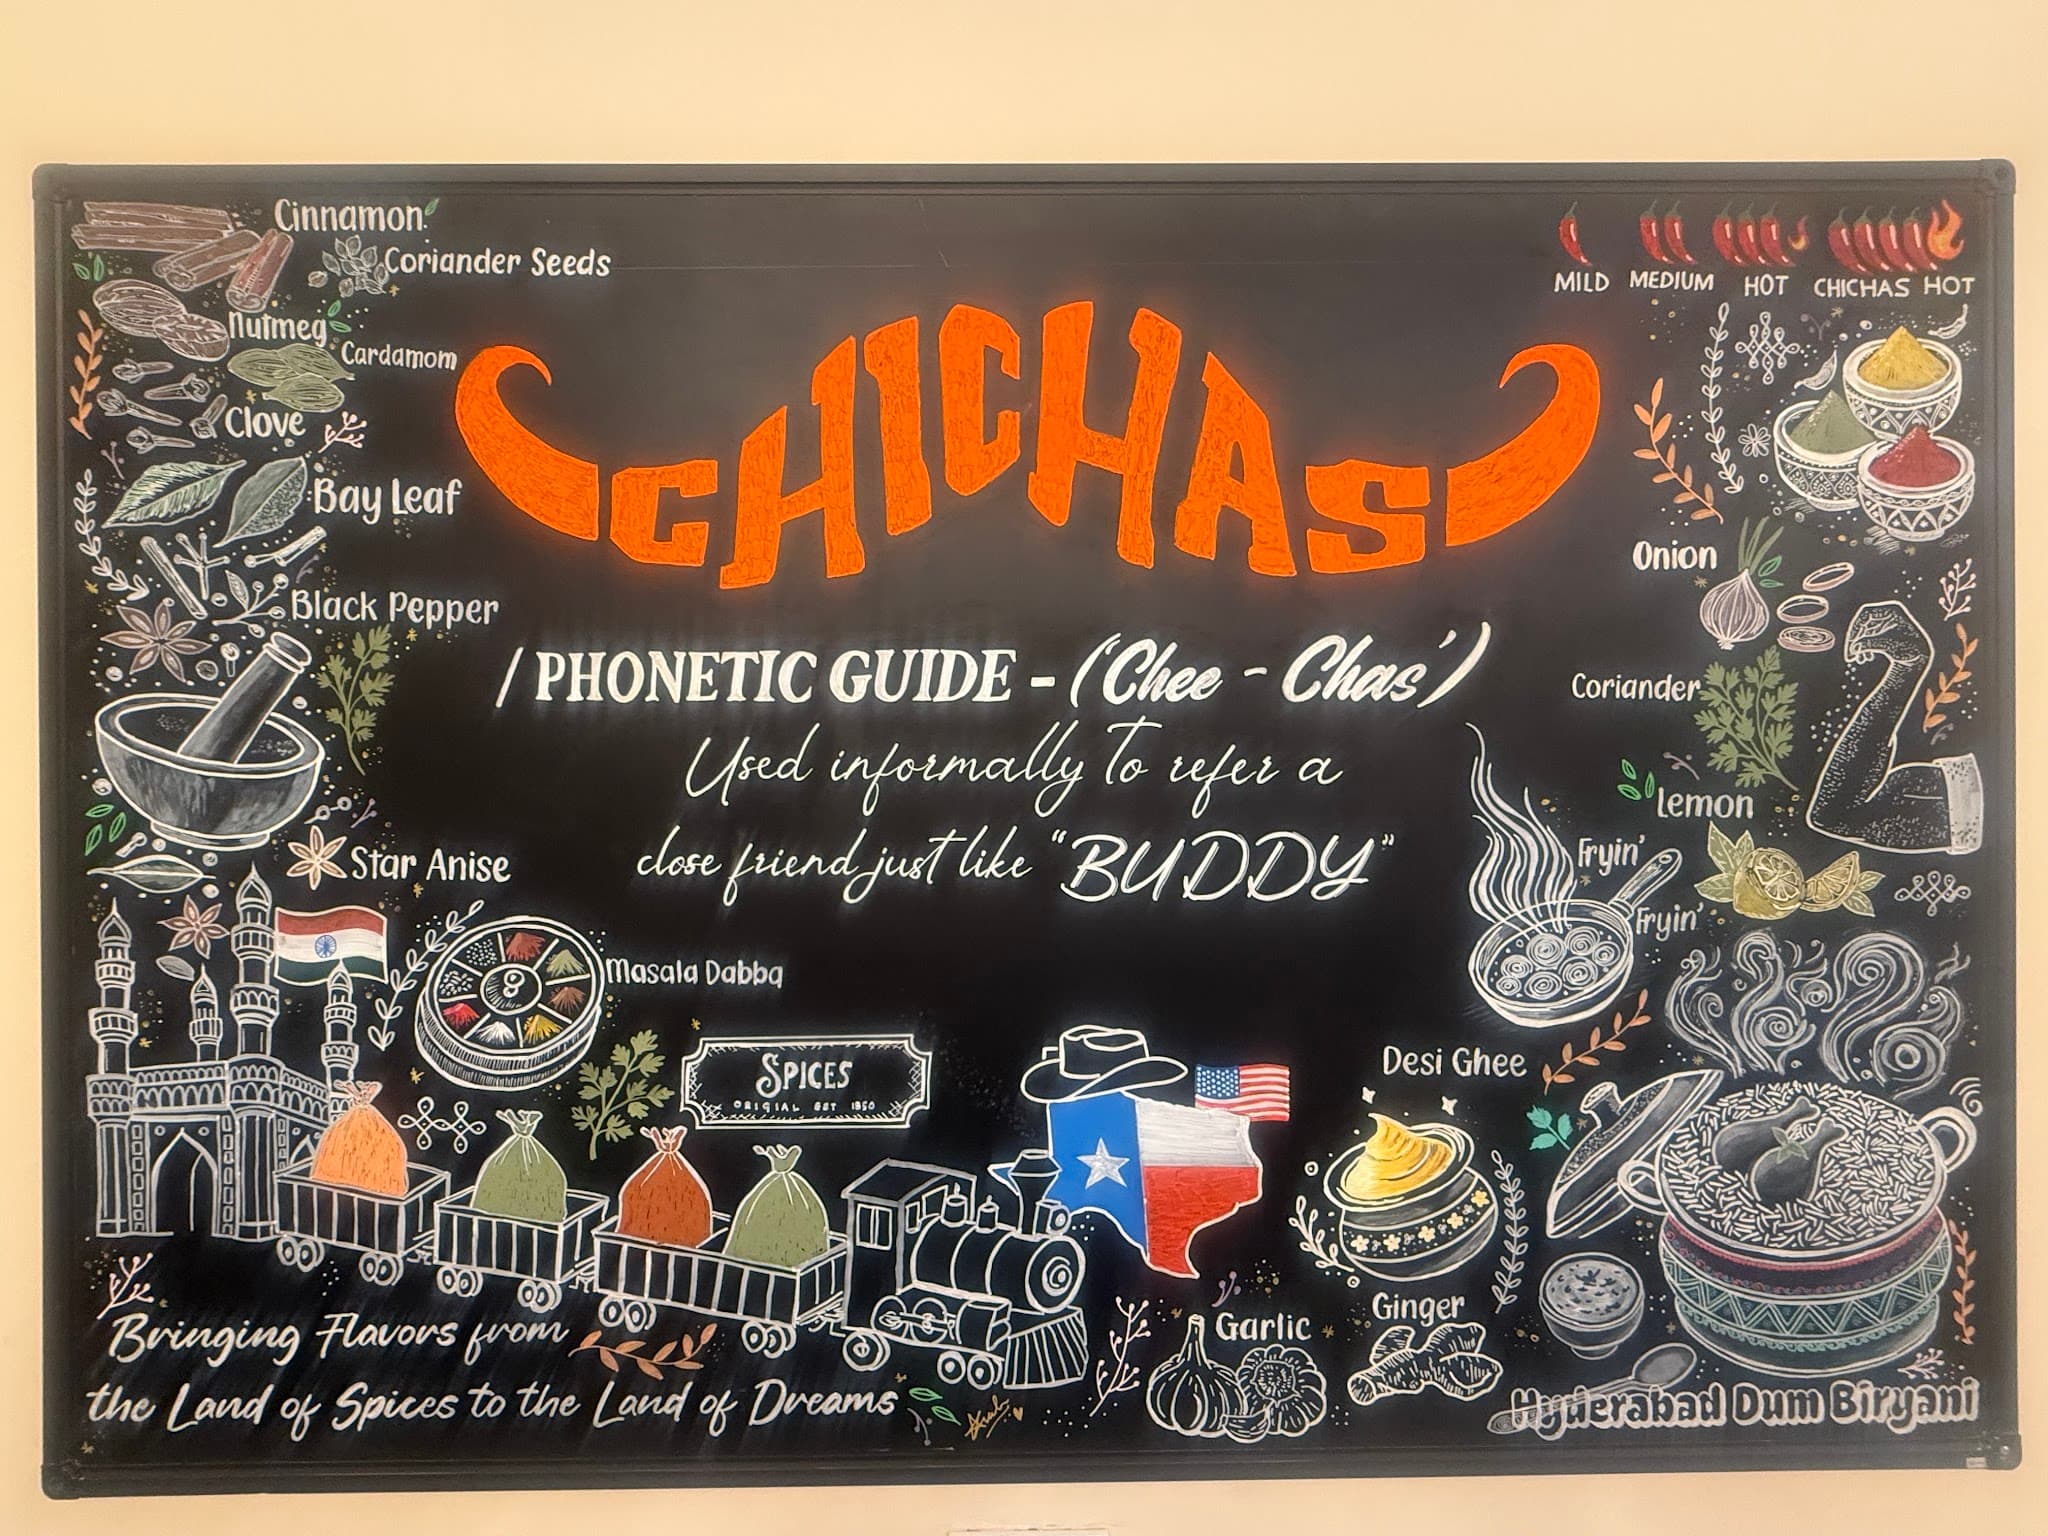 Cinnamon
Coriander Seeds
Nutmeg
Cardamom
Clove
Bay Leaf
Black Pepper
Star Anise
Masala Dabba
MILD MEDIUM HOT CHICHAS HOT
CHICHAS
/ PHONETIC GUIDE - ('Chee - Chas')
Used informally to refer a
close friend just like "BUDDY"
Onion
Coriander
Lemon
Fryin'
Fryin'
SPICES
ORIGIAL EST 1850
Desi Ghee
Garlic
Ginger
Hyderabad Dum Biryani
Bringing Flavors from
the Land of Spices to the Land of Dreams